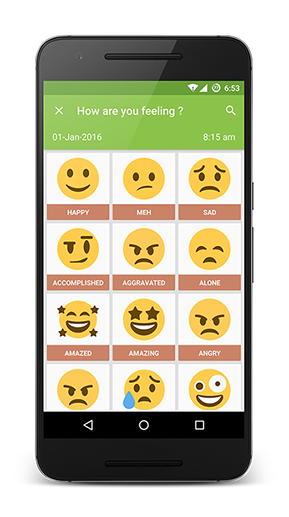 6:53
How are you feeling ?
01-Jan-2016 8:15 am
HAPPY MEH SAD
ACCOMPLISHED AGGRAVATED ALONE
AMAZED AMAZING ANGRY